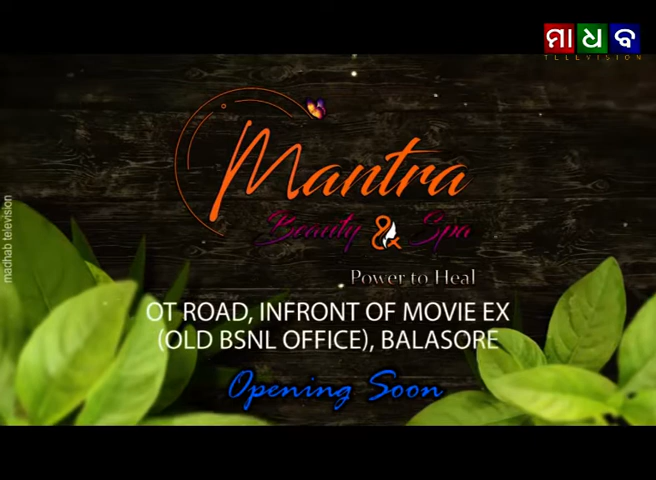 ମାଧବ
TELEVISION
madhab television
Mantra
Beauty & Spa
Power to Heal
OT ROAD, INFRONT OF MOVIE EX
(OLD BSNL OFFICE), BALASORE
Opening Soon